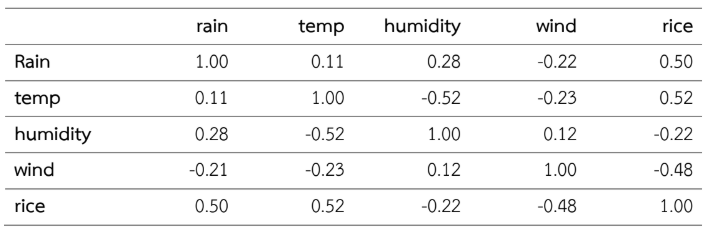 rain temp humidity wind rice
Rain 1.00 0.11 0.28 -0.22 0.50
temp 0.11 1.00 -0.52 -0.23 0.52
humidity 0.28 -0.52 1.00 0.12 -0.22
wind -0.21 -0.23 0.12 1.00 -0.48
rice 0.50 0.52 -0.22 -0.48 1.00